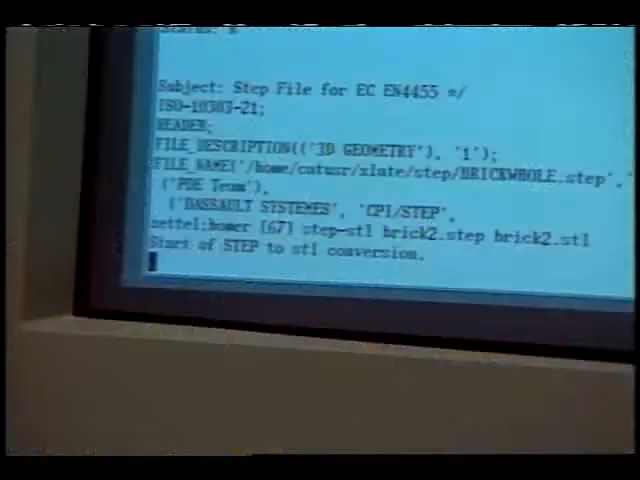 Subject: Step File for EC EN4455 */
ISO-10303-21;
HEADER;
FILE_DESCRIPTION(('3D GEOMETRY'), '1');
FILE_NAME('/home/catusr/zlate/step/BRICKWHOLE.step','
('PDE Team'),
('DASSAULT SYSTEMES', 'CPI/STEP',
settel:homer [67] step-stl brick2.step brick2.stl
Start of STEP to stl conversion.